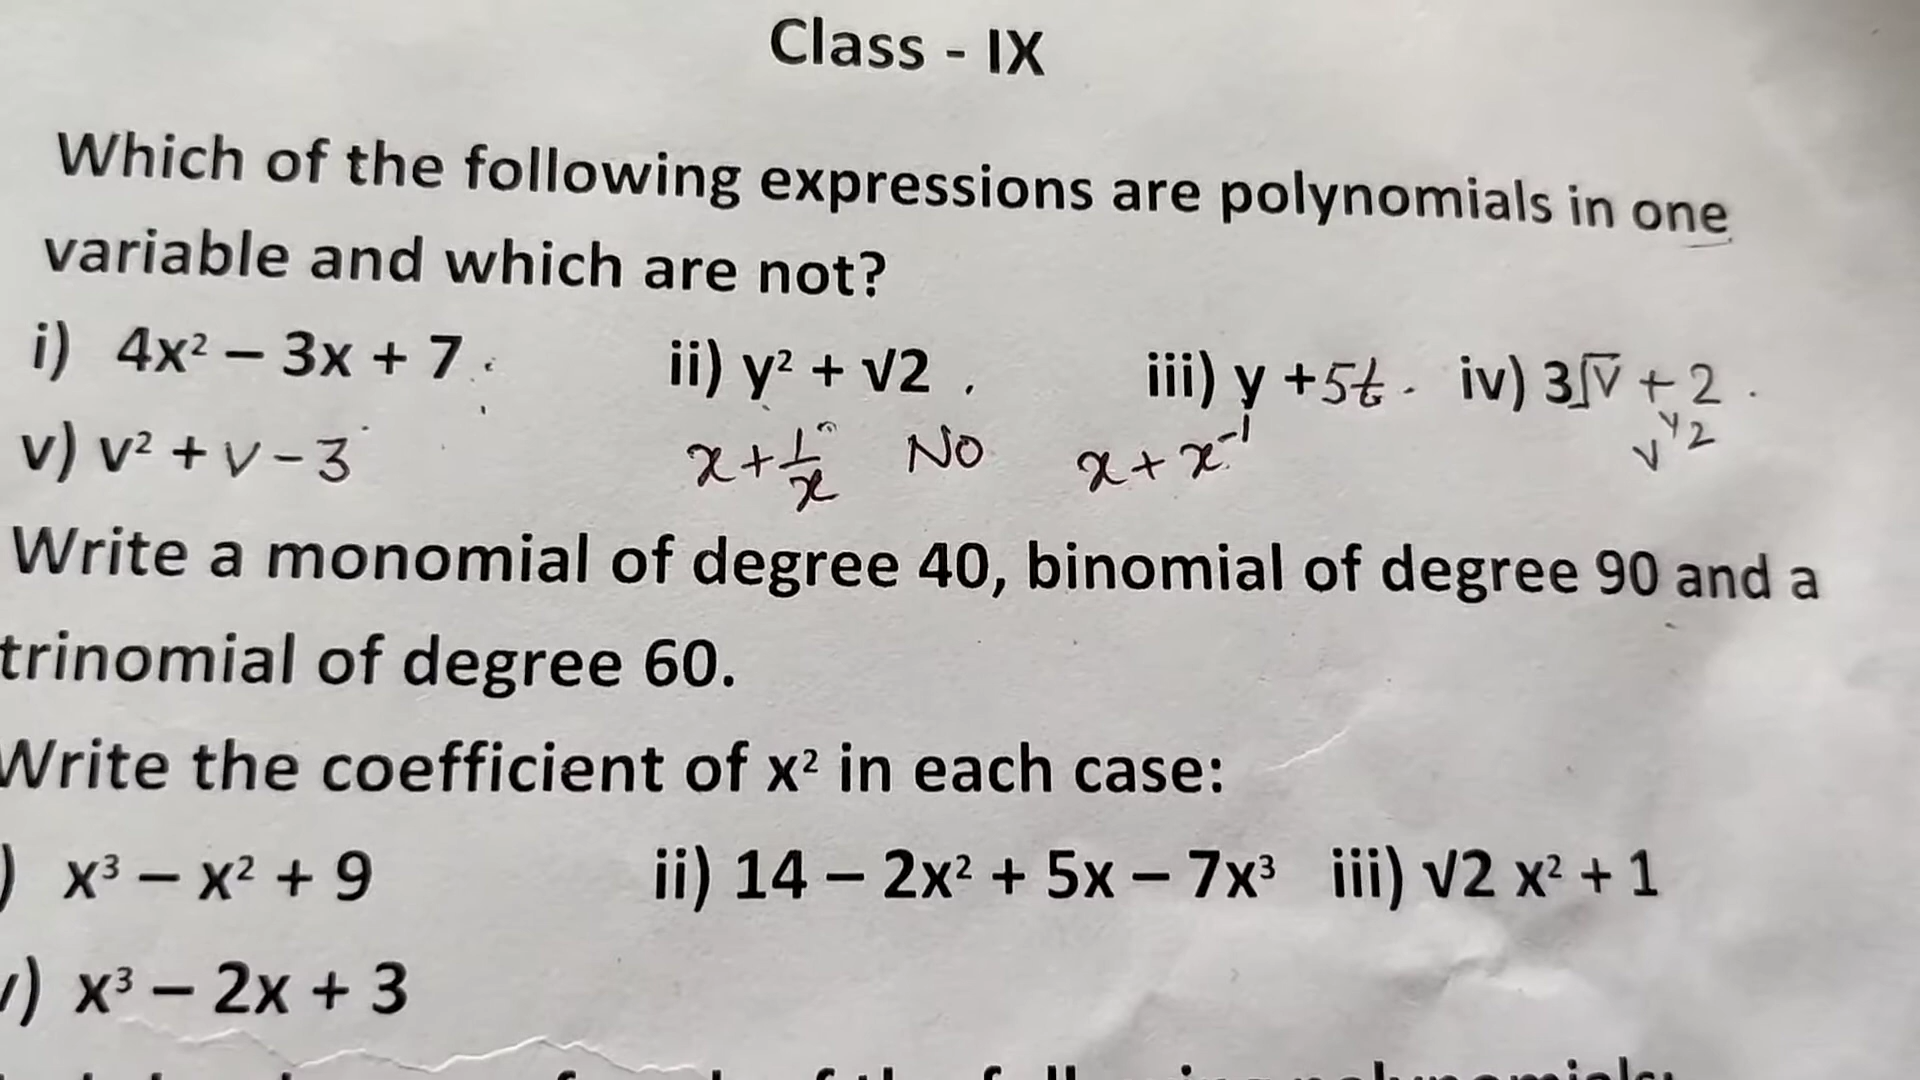 Class - IX
Which of the following expressions are polynomials in one
variable and which are not?
i) 4x² – 3x + 7 . ii) y² + √2 . iii) y +5t . iv) 3√v + 2 .
v) v² + v – 3 x + 1/x NO x + x⁻¹ v^1/2
Write a monomial of degree 40, binomial of degree 90 and a
trinomial of degree 60.
Write the coefficient of x² in each case:
) x³ – x² + 9 ii) 14 – 2x² + 5x – 7x³ iii) √2 x² + 1
) x³ – 2x + 3